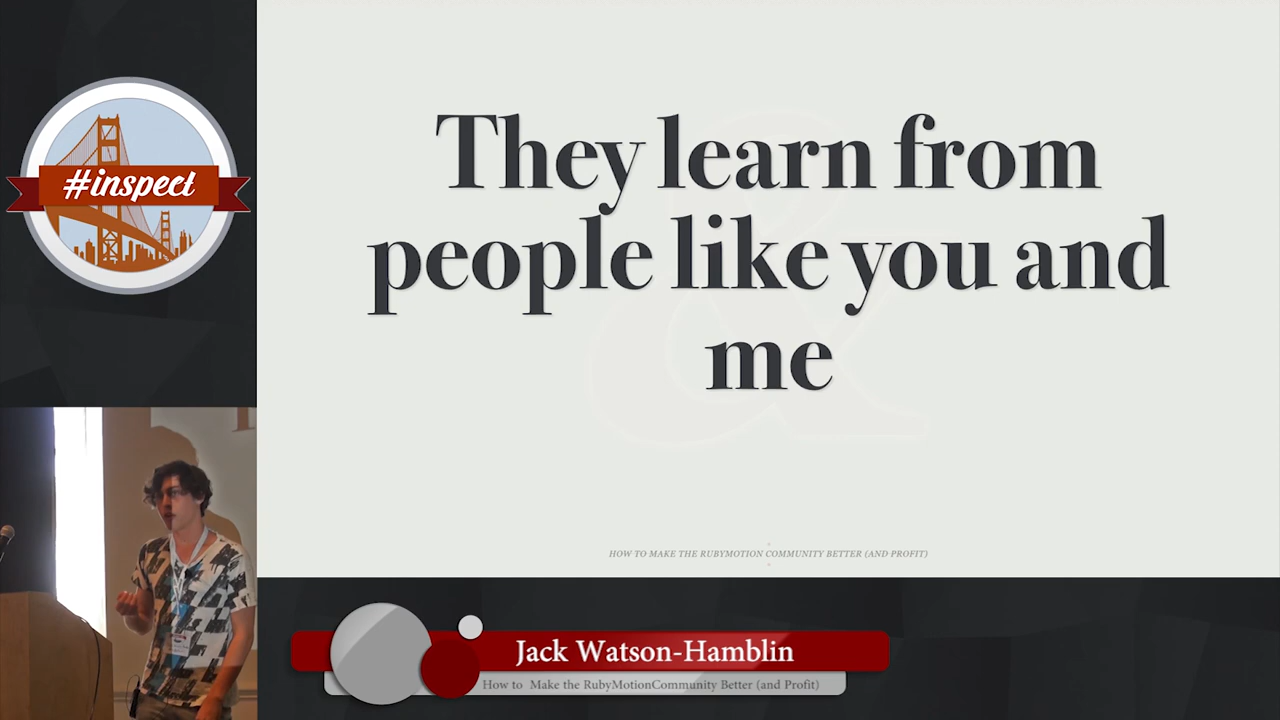 #inspect
They learn from
people like you and
me
HOW TO MAKE THE RUBYMOTION COMMUNITY BETTER (AND PROFIT)
Jack Watson-Hamblin
How to  Make the RubyMotionCommunity Better (and Profit)